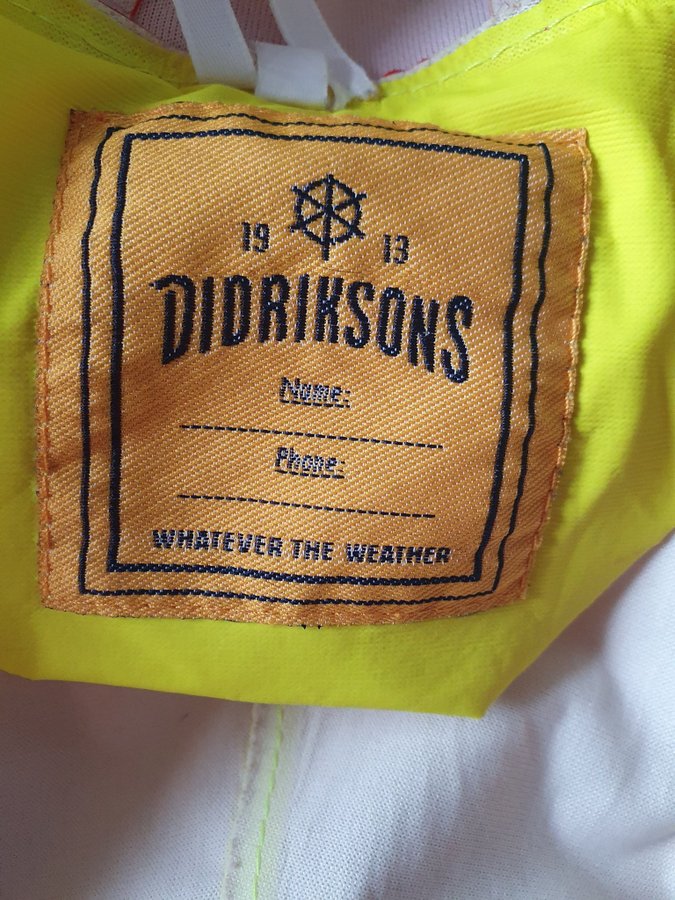 19 13
DIDRIKSONS
Name:
Phone:
WHATEVER THE WEATHER